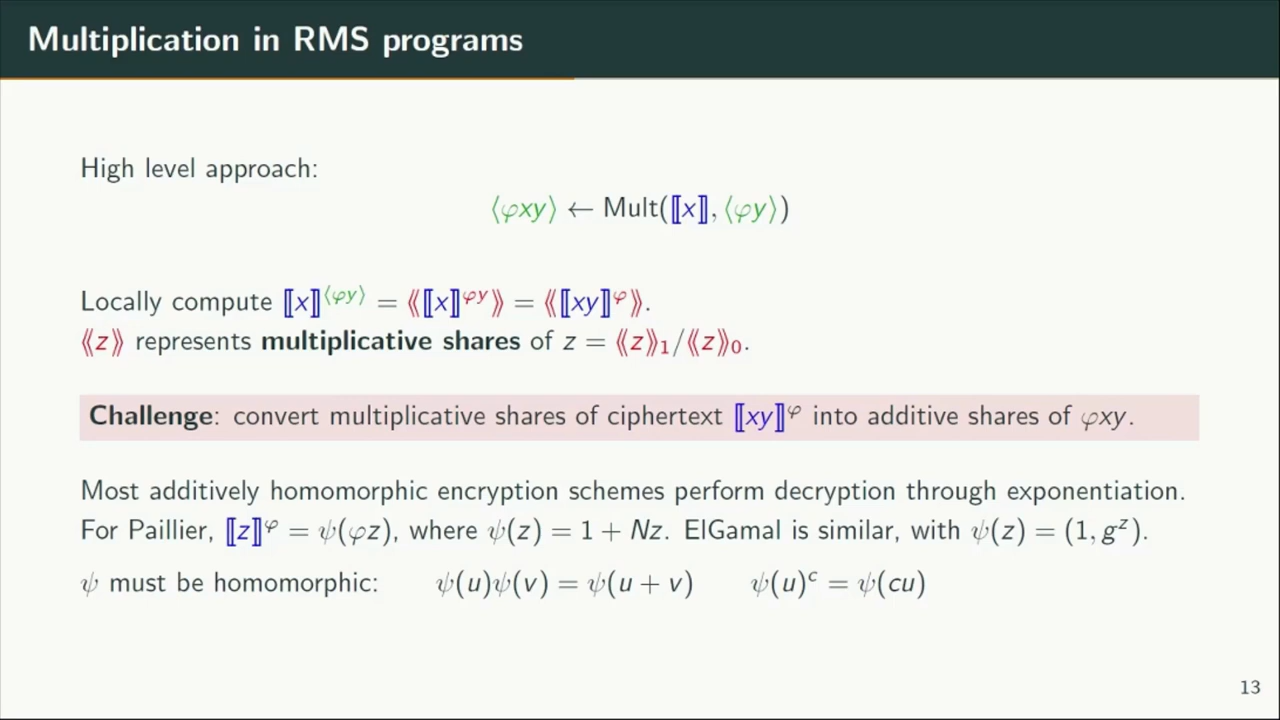 Multiplication in RMS programs
High level approach:
⟨φxy⟩ ← Mult(⟦x⟧, ⟨φy⟩)
Locally compute ⟦x⟧^⟨φy⟩ = ⟪⟦x⟧^φy⟫ = ⟪⟦xy⟧^φ⟫.
⟪z⟫ represents multiplicative shares of z = ⟪z⟫₁/⟪z⟫₀.
Challenge: convert multiplicative shares of ciphertext ⟦xy⟧^φ into additive shares of φxy.
Most additively homomorphic encryption schemes perform decryption through exponentiation.
For Paillier, ⟦z⟧^φ = ψ(φz), where ψ(z) = 1 + Nz. ElGamal is similar, with ψ(z) = (1, g^z).
ψ must be homomorphic: ψ(u)ψ(v) = ψ(u + v) ψ(u)^c = ψ(cu)
13